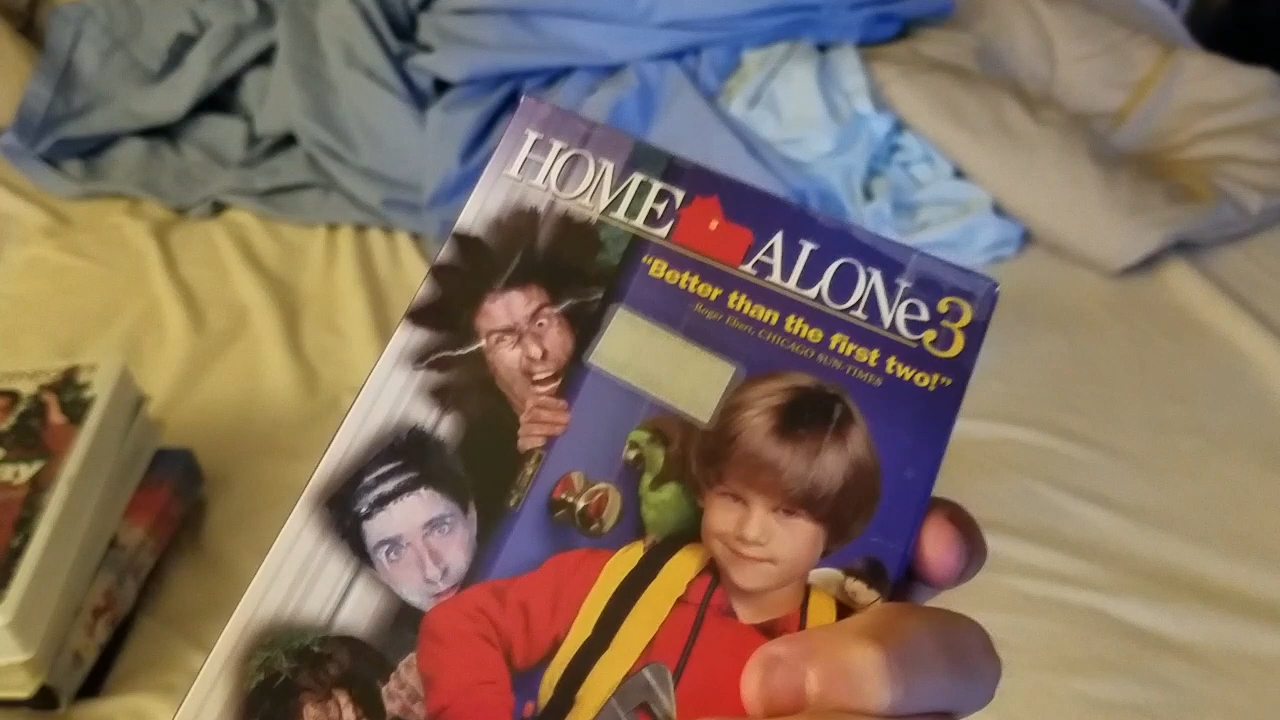 HOME ALONe 3
"Better than the first two!"
-Roger Ebert, CHICAGO SUN-TIMES